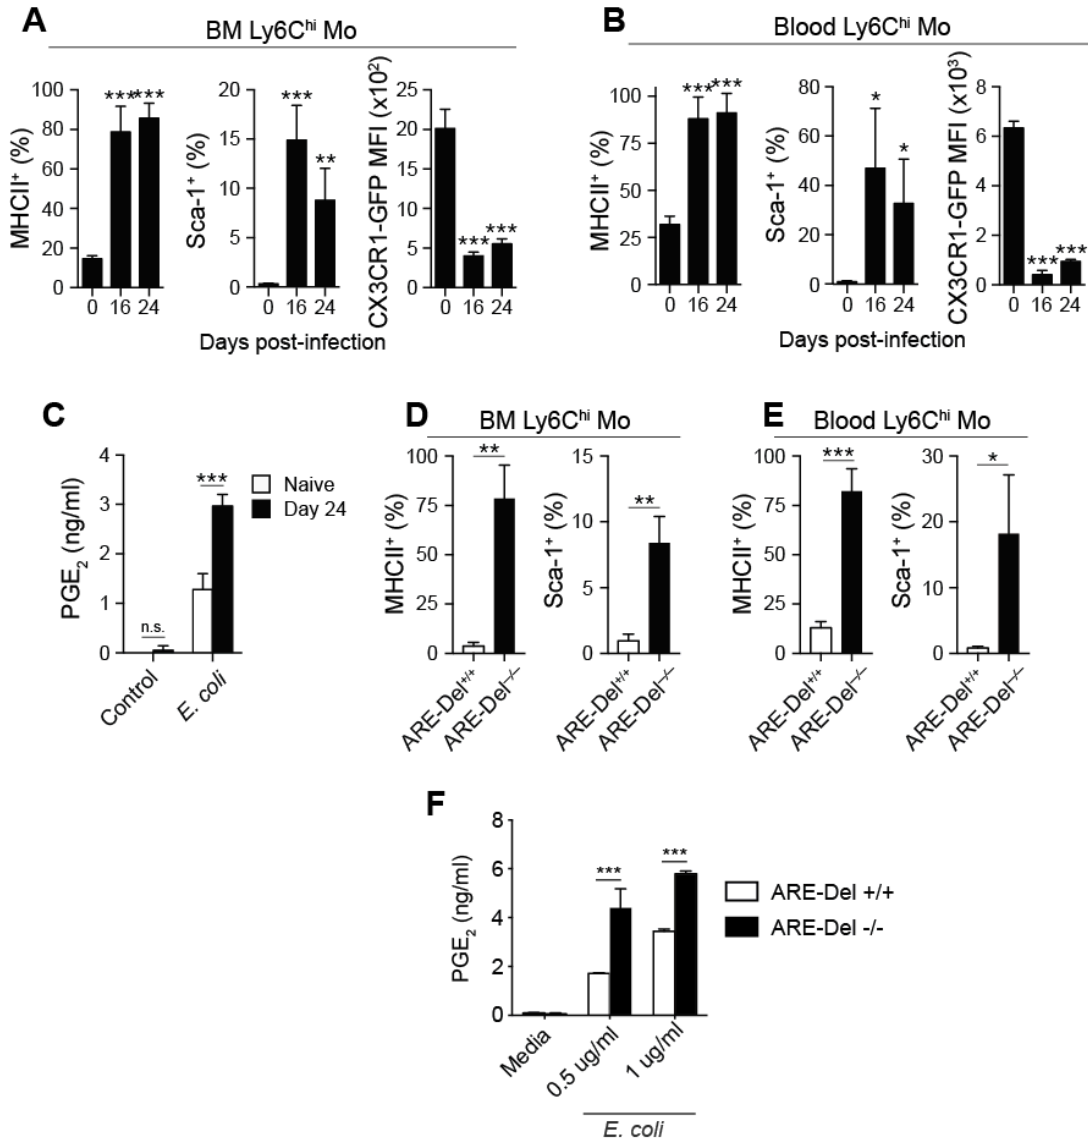 A
BM Ly6Chi Mo
MHCII+ (%)
100
80
60
40
20
0
*** ***
0 16 24
Sca-1+ (%)
20
15
10
5
0
***
**
0 16 24
CX3CR1-GFP MFI (x10²)
25
20
15
10
5
0
*** ***
0 16 24
Days post-infection
B
Blood Ly6Chi Mo
MHCII+ (%)
100
75
50
25
0
*** ***
0 16 24
Sca-1+ (%)
80
60
40
20
0
*
*
0 16 24
CX3CR1-GFP MFI (x10³)
8
6
4
2
0
*** ***
0 16 24
Days post-infection
C
PGE₂ (ng/ml)
4
3
2
1
0
n.s.
***
Control
E. coli
Naive
Day 24
D
BM Ly6Chi Mo
MHCII+ (%)
100
75
50
25
0
**
ARE-Del+/+
ARE-Del–/–
Sca-1+ (%)
15
10
5
0
**
ARE-Del+/+
ARE-Del–/–
E
Blood Ly6Chi Mo
MHCII+ (%)
100
75
50
25
0
***
ARE-Del+/+
ARE-Del–/–
Sca-1+ (%)
30
20
10
0
*
ARE-Del+/+
ARE-Del–/–
F
PGE₂ (ng/ml)
8
6
4
2
0
***
***
Media
0.5 ug/ml
1 ug/ml
E. coli
ARE-Del +/+
ARE-Del -/-